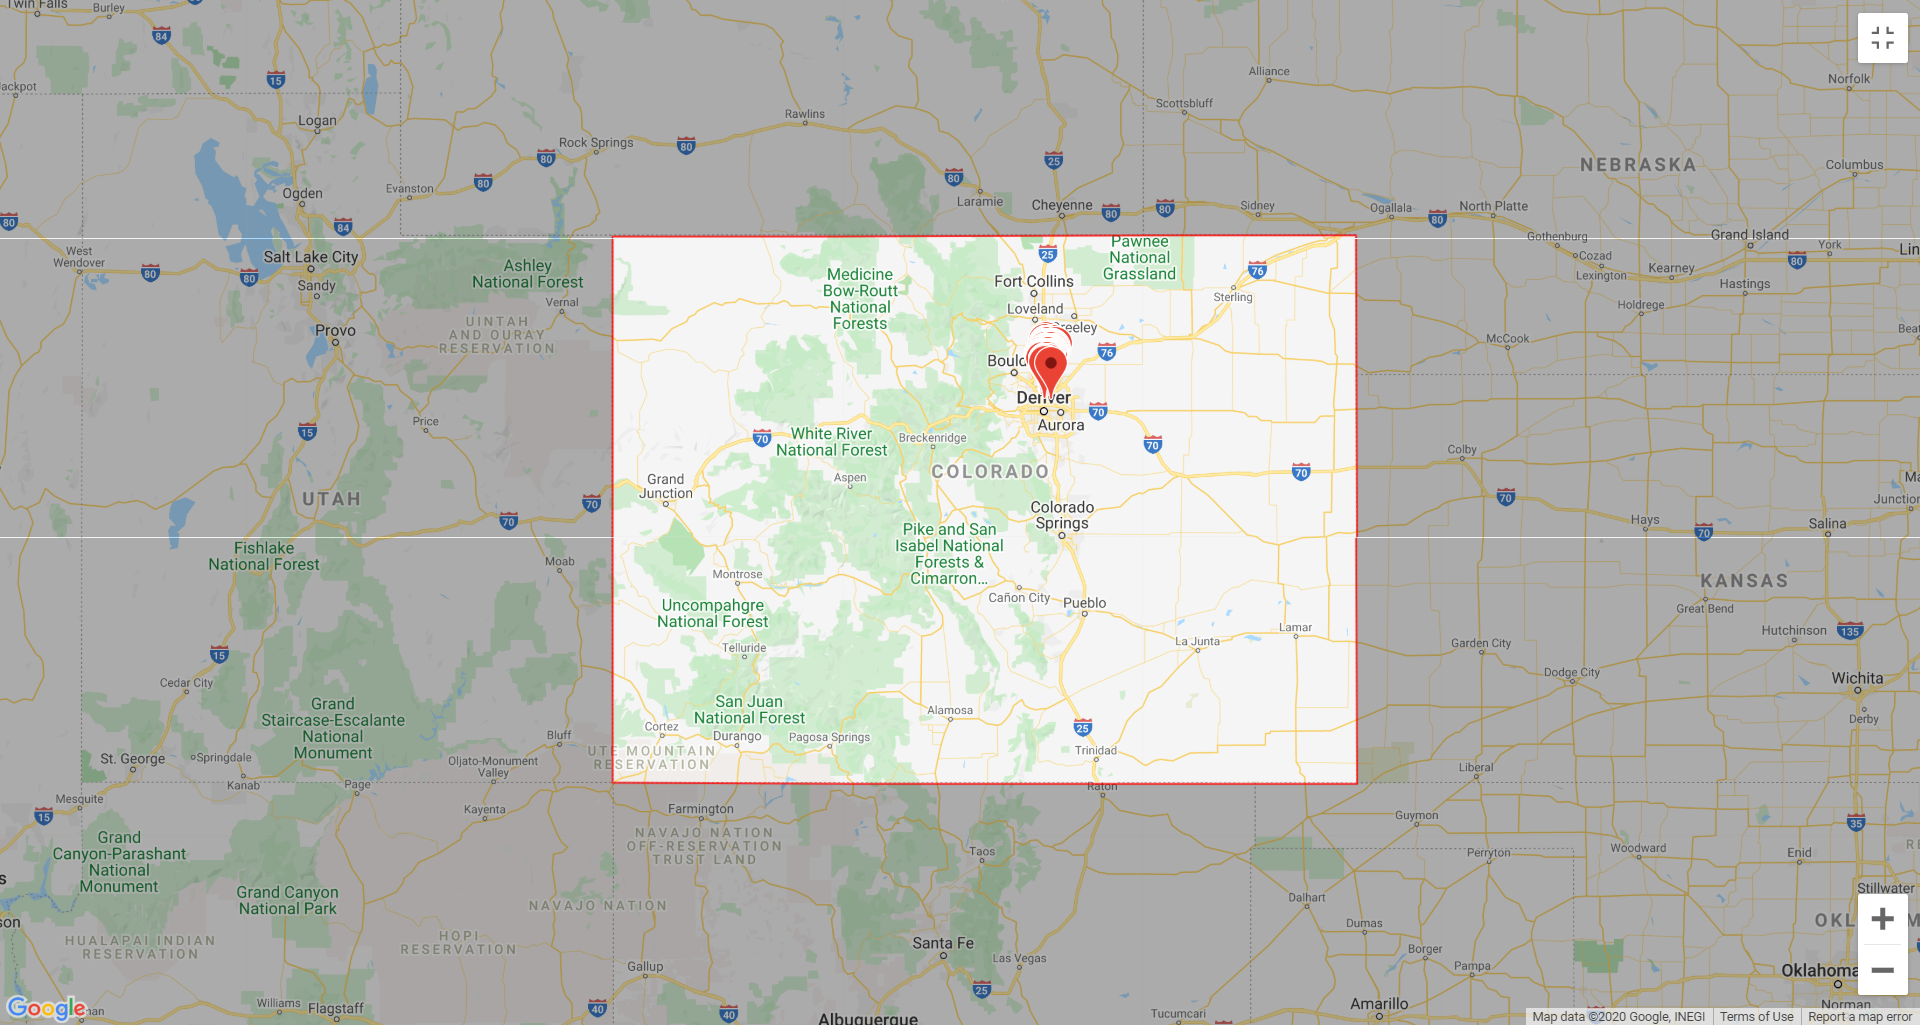 Twin Falls
Burley
84
15
Jackpot
Logan
Rock Springs
80
80
Rawlins
80
25
Alliance
Scottsbluff
Norfolk
NEBRASKA
Columbus
Ogden
Evanston
80
84
80
Laramie
Cheyenne
80
80
Sidney
Ogallala
80
North Platte
West
Wendover
80
80
Salt Lake City
Sandy
Ashley
National Forest
Vernal
Provo
UINTAH
AND OURAY
RESERVATION
Medicine
Bow-Routt
National
Forests
25
Pawnee
National
Grassland
Fort Collins
Loveland
Greeley
76
Sterling
76
Gothenburg
Cozad
Lexington
Kearney
Grand Island
York
80
Hastings
Holdrege
McCook
Denver
Aurora
70
70
70
Breckenridge
White River
National Forest
70
Aspen
COLORADO
Price
15
UTAH
70
70
Grand
Junction
Colorado
Springs
Colby
70
Hays
70
Salina
Junction
Fishlake
National Forest
Moab
Montrose
Pike and San
Isabel National
Forests &
Cimarron...
Cañon City
Pueblo
KANSAS
Great Bend
Hutchinson
135
Uncompahgre
National Forest
Telluride
La Junta
Lamar
Garden City
Dodge City
Wichita
Derby
15
Cedar City
Grand
Staircase-Escalante
National
Monument
San Juan
National Forest
Alamosa
25
Cortez
Durango
Pagosa Springs
Trinidad
UTE MOUNTAIN
RESERVATION
Bluff
St. George
Springdale
Kanab
Page
Oljato-Monument
Valley
Raton
Liberal
Mesquite
15
Kayenta
Farmington
Guymon
35
Grand
Canyon-Parashant
National
Monument
NAVAJO NATION
OFF-RESERVATION
TRUST LAND
Taos
Perryton
Woodward
Enid
Stillwater
Grand Canyon
National Park
NAVAJO NATION
Dalhart
Dumas
HUALAPAI INDIAN
RESERVATION
HOPI
RESERVATION
Santa Fe
Las Vegas
Borger
Pampa
Gallup
25
Williams
Flagstaff
40
40
Albuquerque
Tucumcari
Amarillo
Norman
Google
Map data ©2020 Google, INEGI
Terms of Use
Report a map error